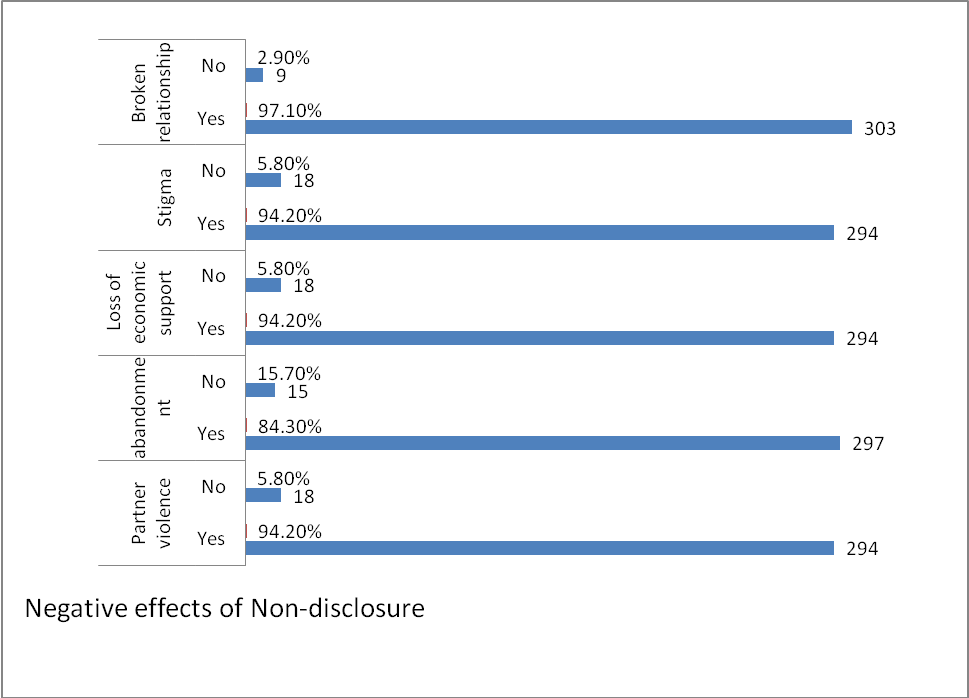 Broken
relationship
No
2.90%
9
Yes
97.10%
303
Stigma
No
5.80%
18
Yes
94.20%
294
Loss of
economic
support
No
5.80%
18
Yes
94.20%
294
abandonme
nt
No
15.70%
15
Yes
84.30%
297
Partner
violence
No
5.80%
18
Yes
94.20%
294
Negative effects of Non-disclosure